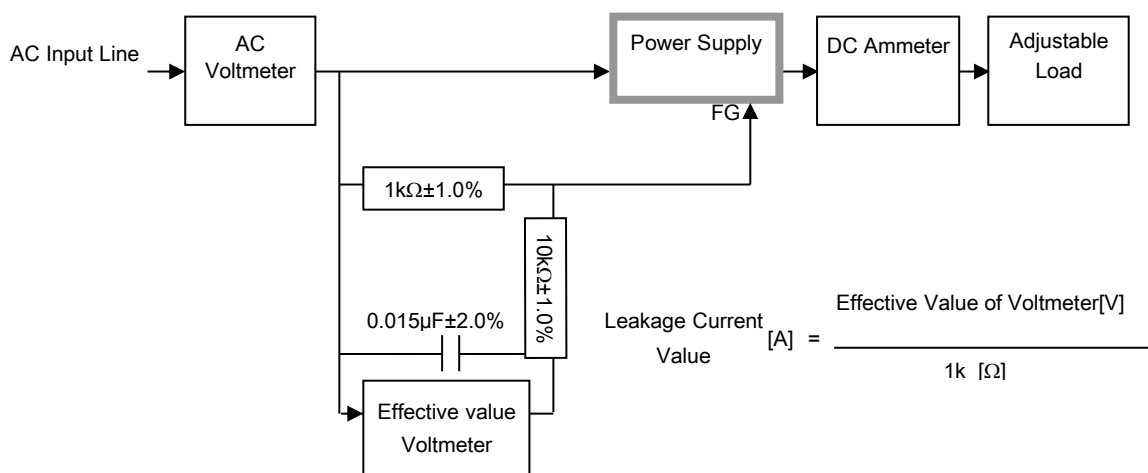 AC Input Line
AC
Voltmeter
Power Supply
DC Ammeter
Adjustable
Load
FG
1kΩ±1.0%
10kΩ±1.0%
0.015µF±2.0%
Effective value
Voltmeter
Leakage Current
Value
[A] =
Effective Value of Voltmeter[V]
1k [Ω]